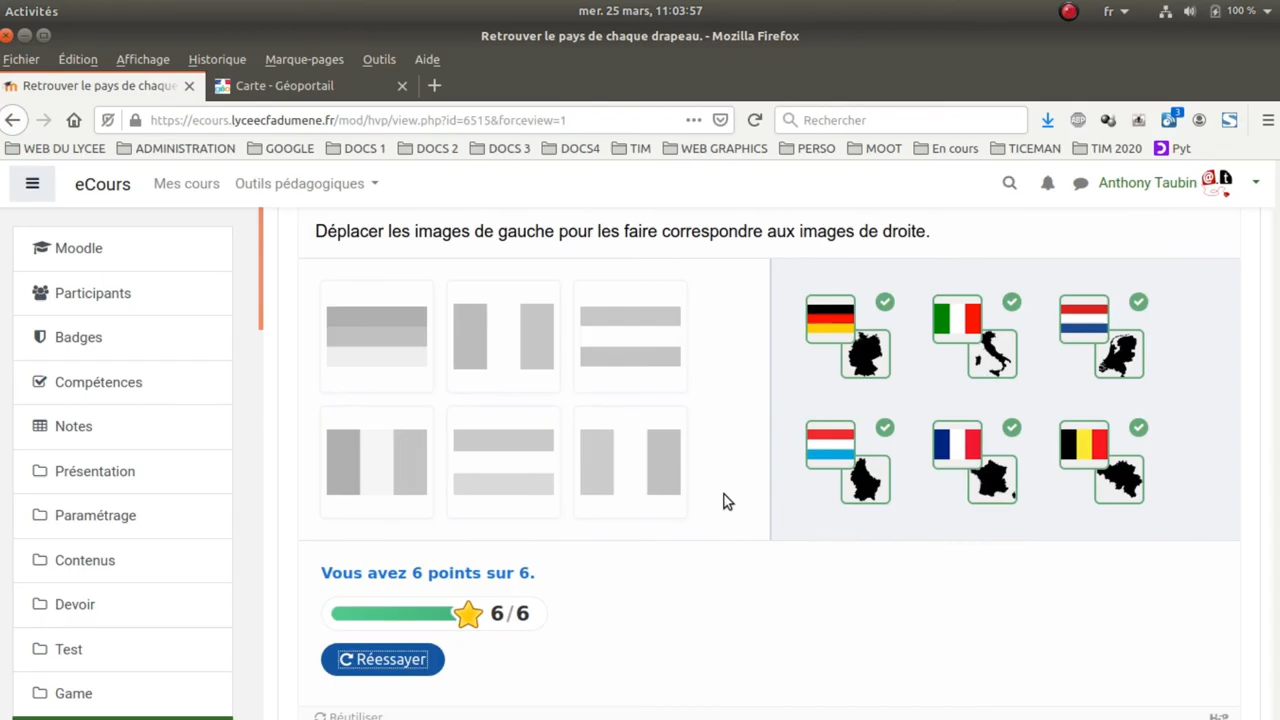 Activités
mer. 25 mars, 11:03:57
fr
100 %
Retrouver le pays de chaque drapeau. - Mozilla Firefox
Fichier Édition Affichage Historique Marque-pages Outils Aide
Retrouver le pays de chaque
Carte - Géoportail
https://ecours.lyceecfadumene.fr/mod/hvp/view.php?id=6515&forceview=1
Rechercher
ABP
3
WEB DU LYCEE ADMINISTRATION GOOGLE DOCS 1 DOCS 2 DOCS 3 DOCS4 TIM WEB GRAPHICS PERSO MOOT En cours TICEMAN TIM 2020 Pyt
eCours Mes cours Outils pédagogiques
Anthony Taubin
Déplacer les images de gauche pour les faire correspondre aux images de droite.
Moodle
Participants
Badges
Compétences
Notes
Présentation
Paramétrage
Contenus
Devoir
Test
Game
Vous avez 6 points sur 6.
6/6
Réessayer
Réutiliser
H5P